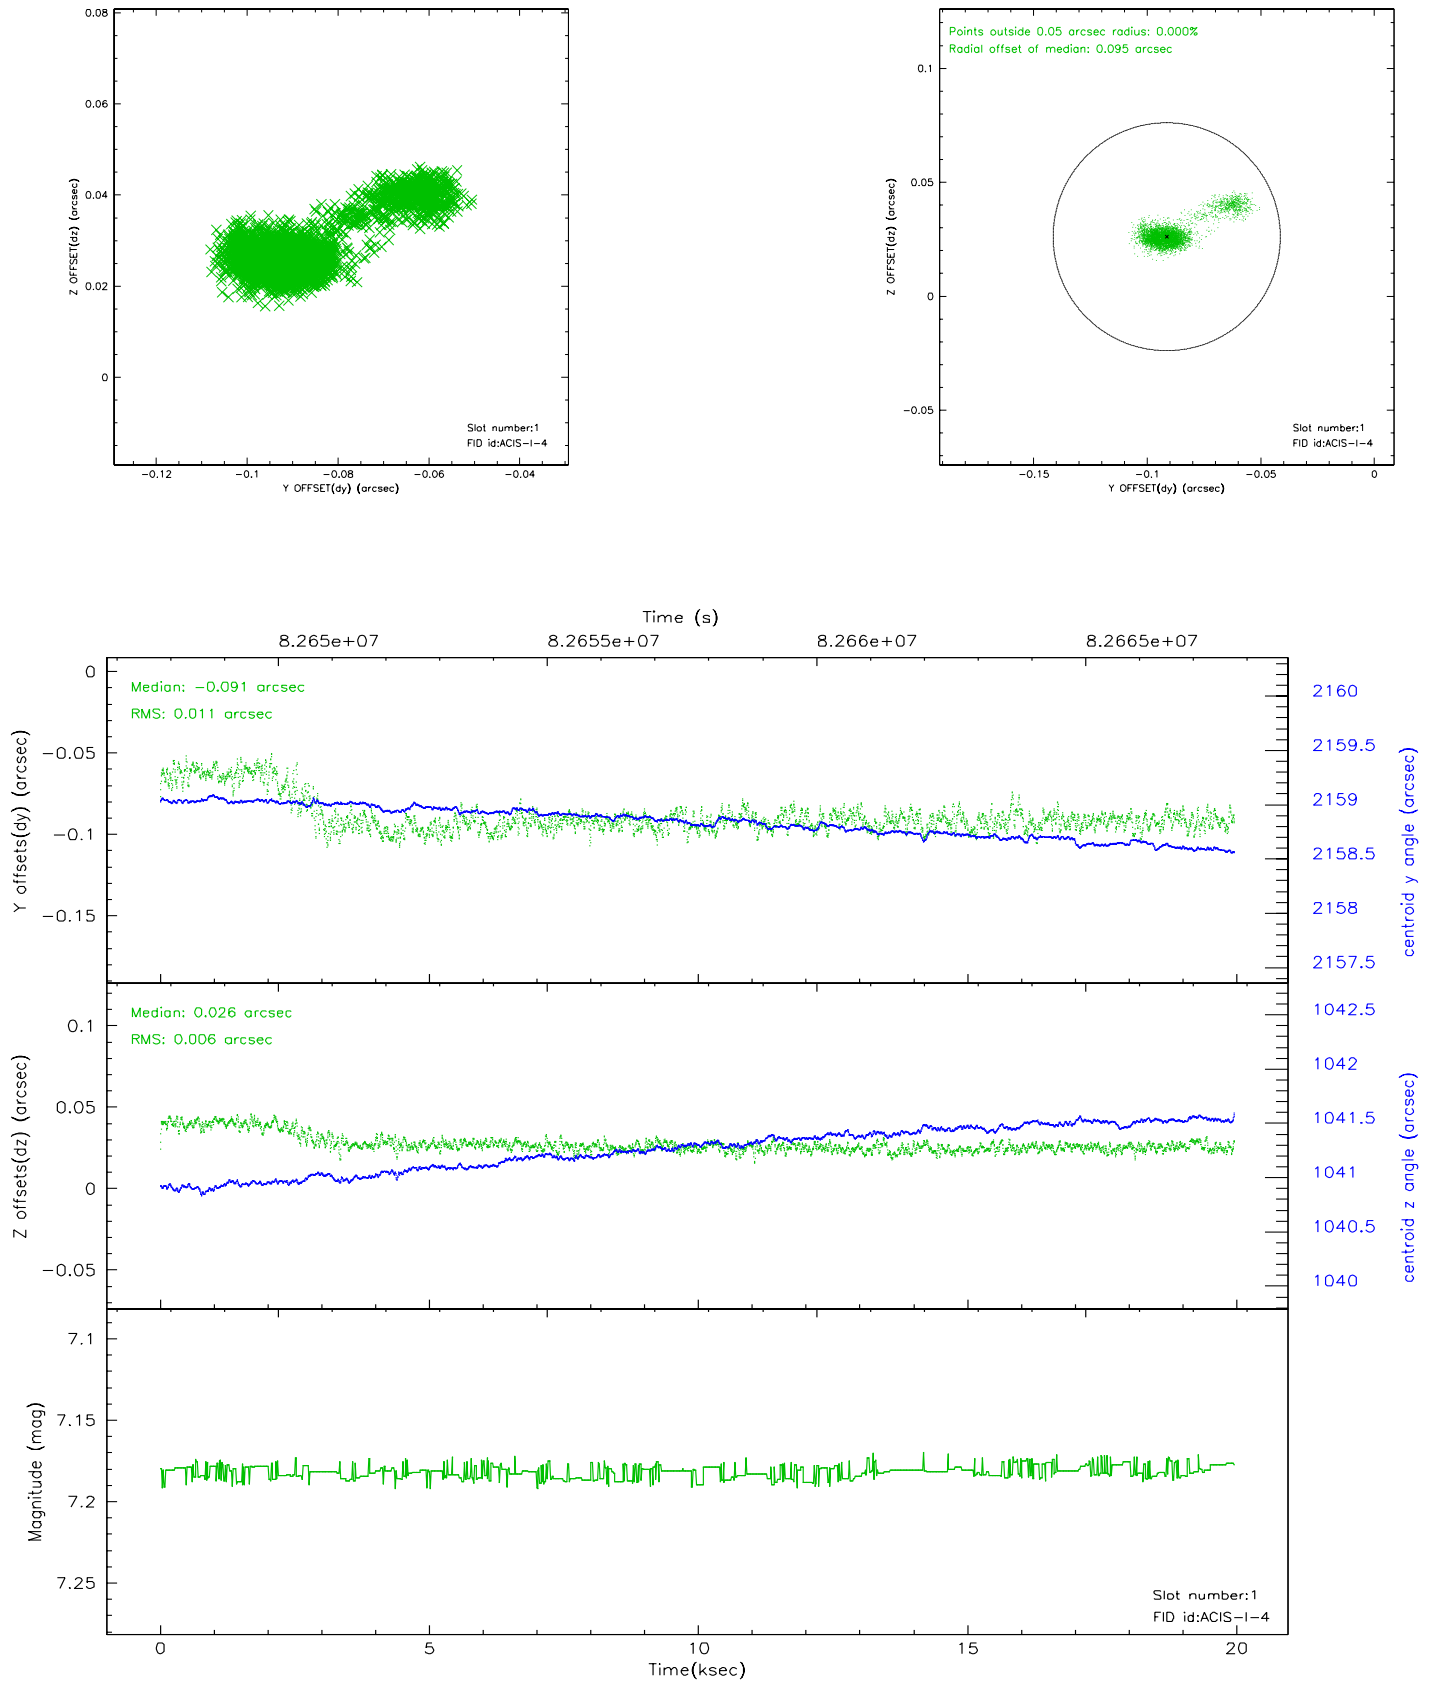 0.08
0.06
0.04
0.02
0
Z OFFSET(dz) (arcsec)
Slot number:1
FID id:ACIS-I-4
-0.12
-0.1
-0.08
-0.06
-0.04
Y OFFSET(dy) (arcsec)
Points outside 0.05 arcsec radius: 0.000%
Radial offset of median: 0.095 arcsec
0.1
0.05
0
-0.05
Z OFFSET(dz) (arcsec)
Slot number:1
FID id:ACIS-I-4
-0.15
-0.1
-0.05
0
Y OFFSET(dy) (arcsec)
Time (s)
8.265e+07
8.2655e+07
8.266e+07
8.2665e+07
Median: -0.091 arcsec
RMS: 0.011 arcsec
0
-0.05
-0.1
-0.15
Y offsets(dy) (arcsec)
2160
2159.5
2159
2158.5
2158
2157.5
centroid y angle (arcsec)
Median: 0.026 arcsec
RMS: 0.006 arcsec
0.1
0.05
0
-0.05
Z offsets(dz) (arcsec)
1042.5
1042
1041.5
1041
1040.5
1040
centroid z angle (arcsec)
7.1
7.15
7.2
7.25
Magnitude (mag)
Slot number:1
FID id:ACIS-I-4
0
5
10
15
20
Time(ksec)